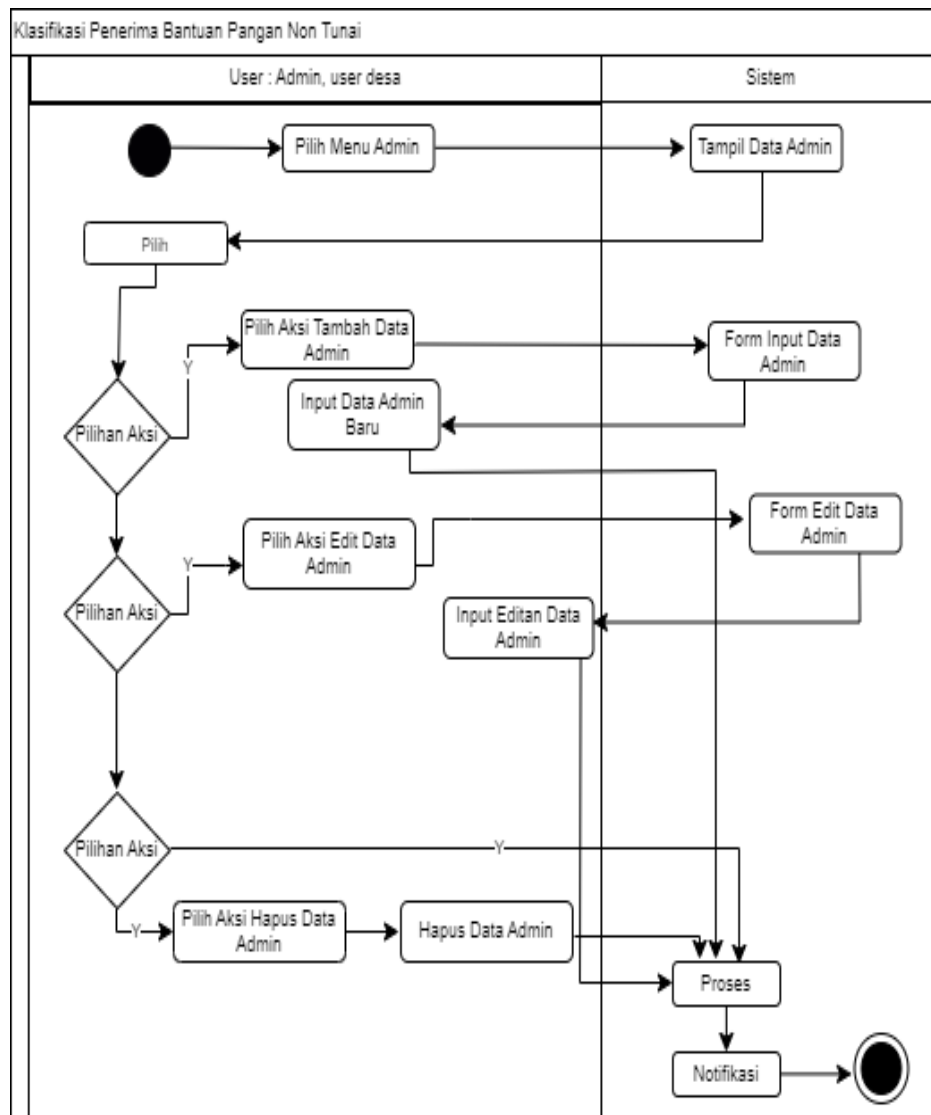 Klasifikasi Penerima Bantuan Pangan Non Tunai
User : Admin, user desa
Sistem
Pilih Menu Admin
Tampil Data Admin
Pilih
Pilih Aksi Tambah Data
Admin
Form Input Data
Admin
Y
Input Data Admin
Baru
Pilihan Aksi
Form Edit Data
Admin
Pilih Aksi Edit Data
Admin
Y
Pilihan Aksi
Input Editan Data
Admin
Pilihan Aksi
Y
Y
Pilih Aksi Hapus Data
Admin
Hapus Data Admin
Proses
Notifikasi